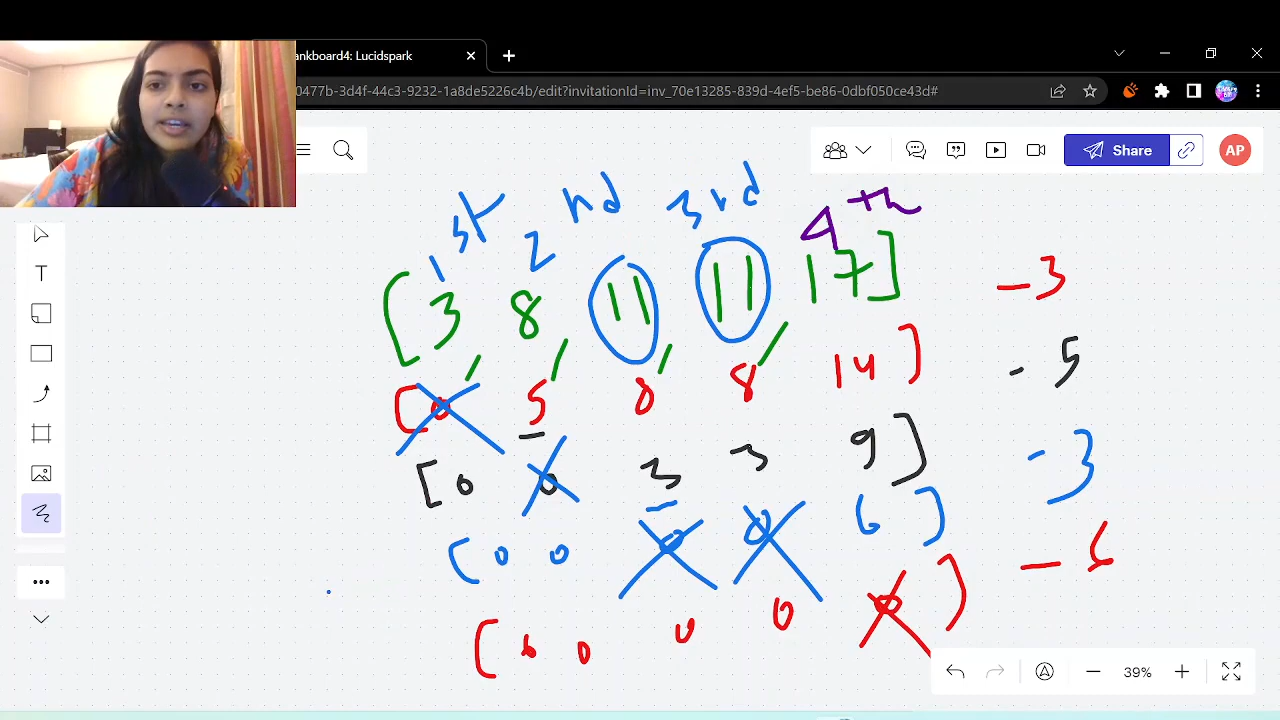 ankboard4: Lucidspark
0477b-3d4f-44c3-9232-1a8de5226c4b/edit?invitationId=inv_70e13285-839d-4ef5-be86-0dbf050ce43d#
Share
AP
T
1st 2nd 3rd 4th
[3 8 11 11 17] -3
[0 5 8 8 14] -5
[0 0 3 3 9] -3
[0 0 0 0 6] -6
[0 0 0 0 0]
39%